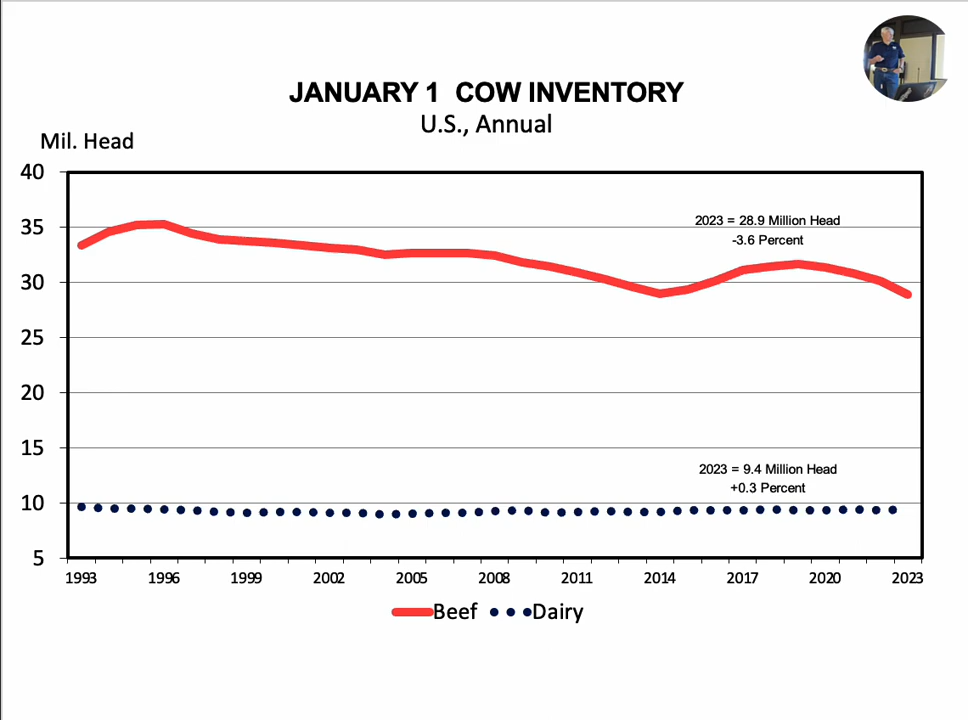 JANUARY 1 COW INVENTORY
U.S., Annual
Mil. Head
40
35
30
25
20
15
10
5
2023 = 28.9 Million Head
-3.6 Percent
2023 = 9.4 Million Head
+0.3 Percent
1993 1996 1999 2002 2005 2008 2011 2014 2017 2020 2023
Beef Dairy